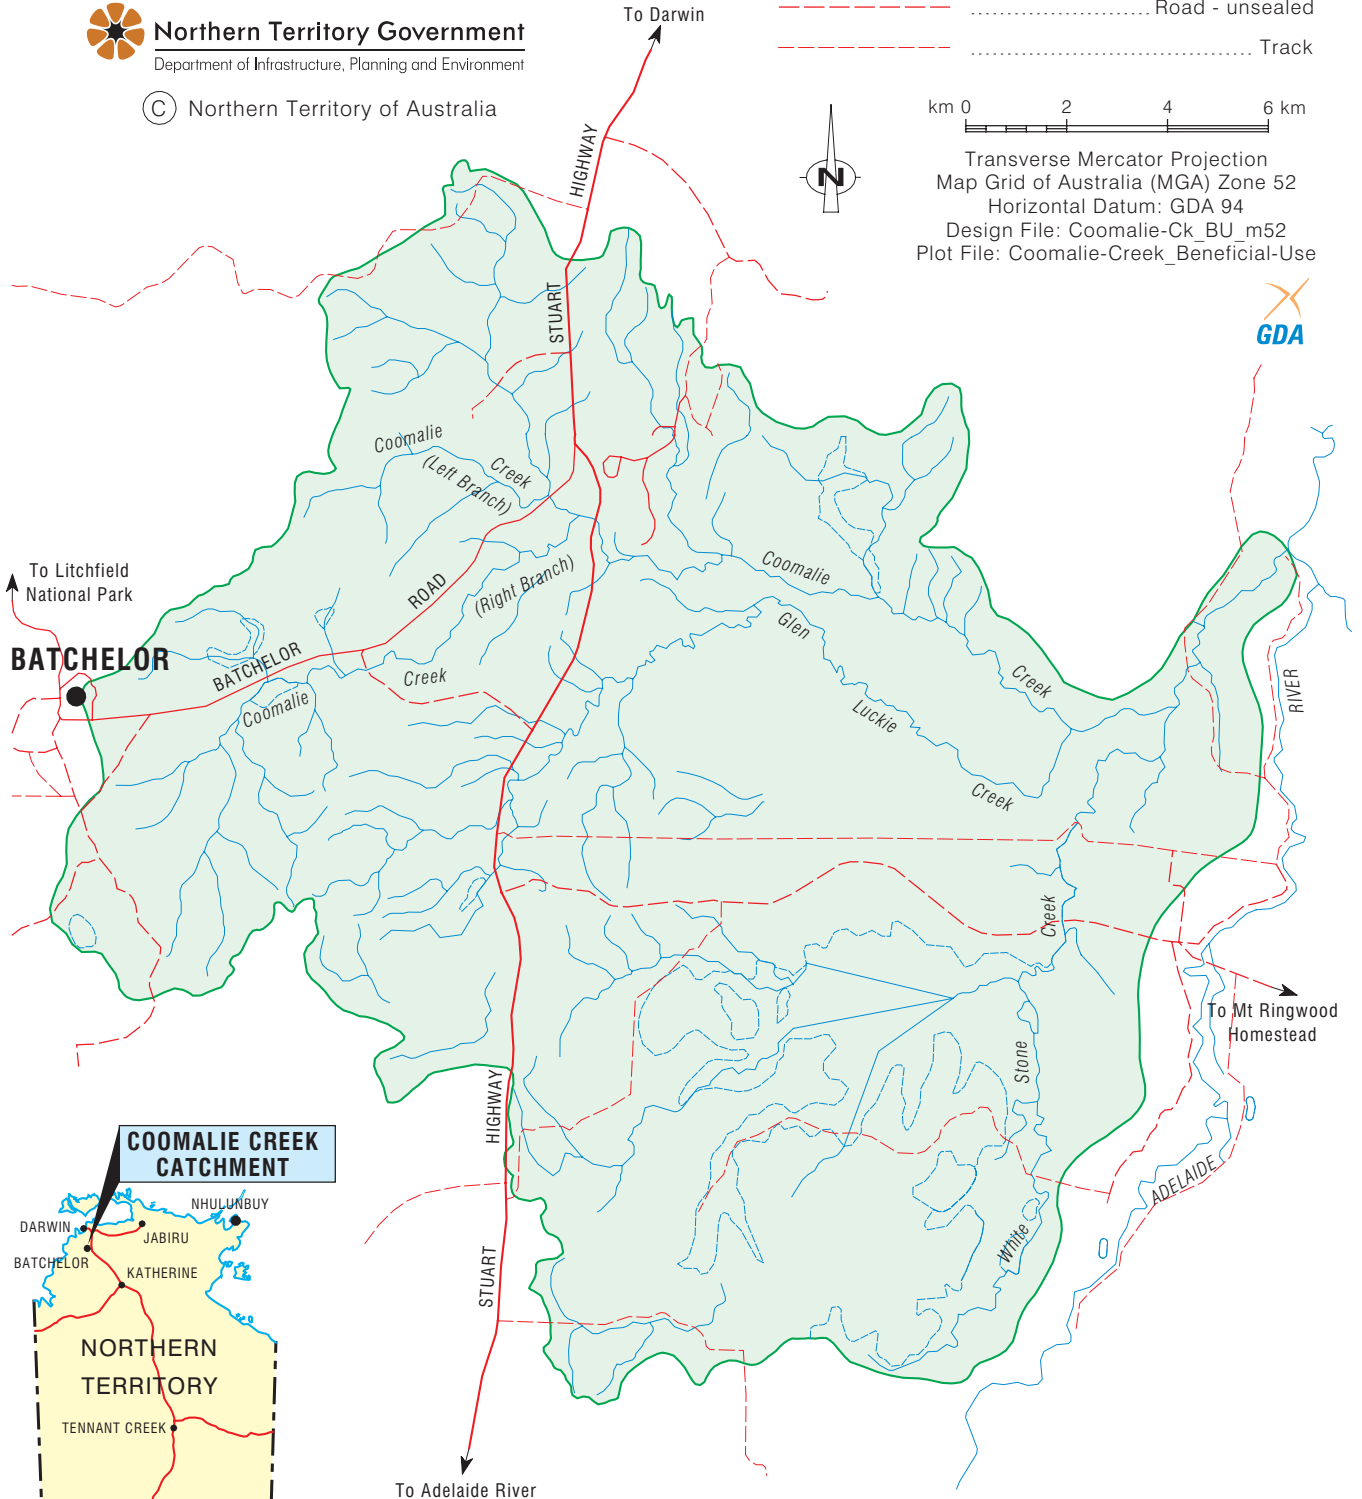 Northern Territory Government
Department of Infrastructure, Planning and Environment
C Northern Territory of Australia
To Darwin
Road - unsealed
Track
km 0 2 4 6 km
Transverse Mercator Projection
Map Grid of Australia (MGA) Zone 52
Horizontal Datum: GDA 94
Design File: Coomalie-Ck_BU_m52
Plot File: Coomalie-Creek_Beneficial-Use
N
GDA
HIGHWAY
STUART
Coomalie
Creek
(Left Branch)
To Litchfield
National Park
ROAD
(Right Branch)
Coomalie
Glen
BATCHELOR
BATCHELOR
Creek
Coomalie
Creek
Luckie
RIVER
Creek
Creek
To Mt Ringwood
Homestead
Stone
HIGHWAY
ADELAIDE
White
STUART
COOMALIE CREEK
CATCHMENT
NHULUNBUY
DARWIN
JABIRU
BATCHELOR
KATHERINE
NORTHERN
TERRITORY
TENNANT CREEK
To Adelaide River